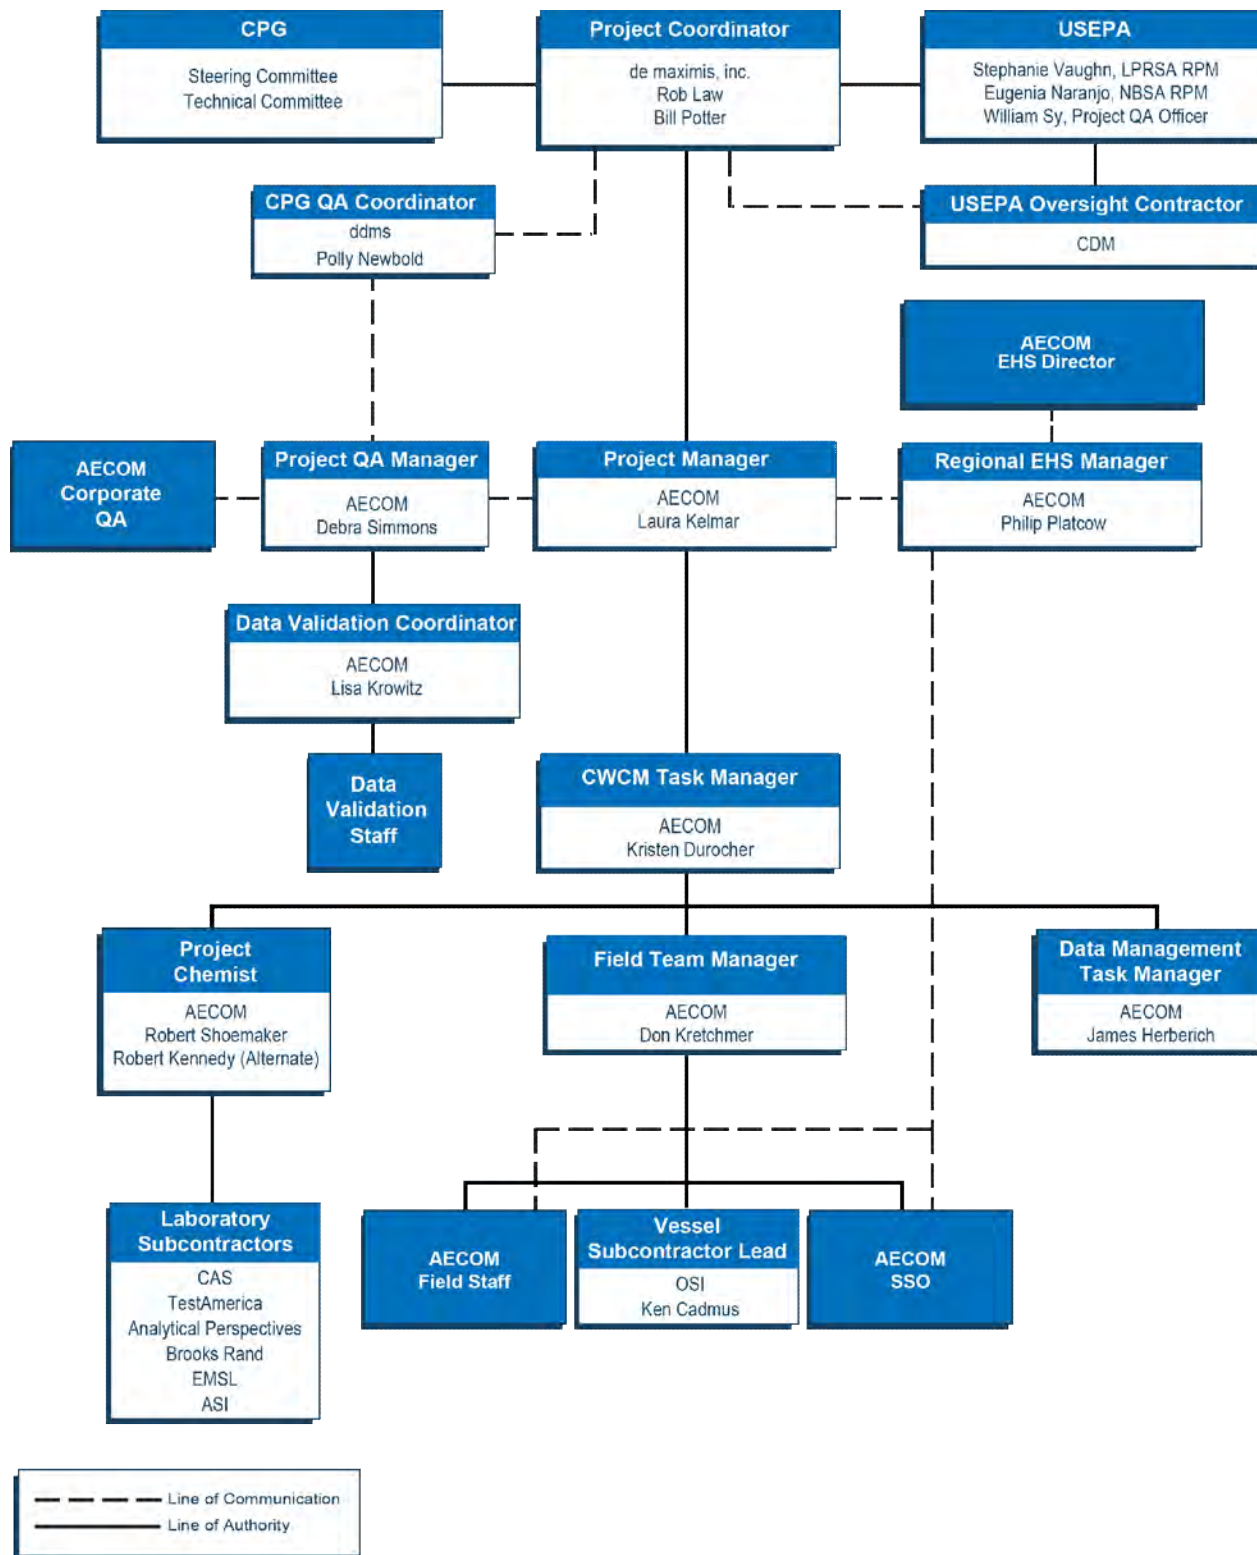 CPG
Steering Committee
Technical Committee
Project Coordinator
de maximis, inc.
Rob Law
Bill Potter
USEPA
Stephanie Vaughn, LPRSA RPM
Eugenia Naranjo, NBSA RPM
William Sy, Project QA Officer
CPG QA Coordinator
ddms
Polly Newbold
USEPA Oversight Contractor
CDM
AECOM
EHS Director
AECOM
Corporate
QA
Project QA Manager
AECOM
Debra Simmons
Project Manager
AECOM
Laura Kelmar
Regional EHS Manager
AECOM
Philip Platcow
Data Validation Coordinator
AECOM
Lisa Krowitz
Data
Validation
Staff
CWCM Task Manager
AECOM
Kristen Durocher
Project
Chemist
AECOM
Robert Shoemaker
Robert Kennedy (Alternate)
Field Team Manager
AECOM
Don Kretchmer
Data Management
Task Manager
AECOM
James Herberich
Laboratory
Subcontractors
CAS
TestAmerica
Analytical Perspectives
Brooks Rand
EMSL
ASI
AECOM
Field Staff
Vessel
Subcontractor Lead
OSI
Ken Cadmus
AECOM
SSO
Line of Communication
Line of Authority